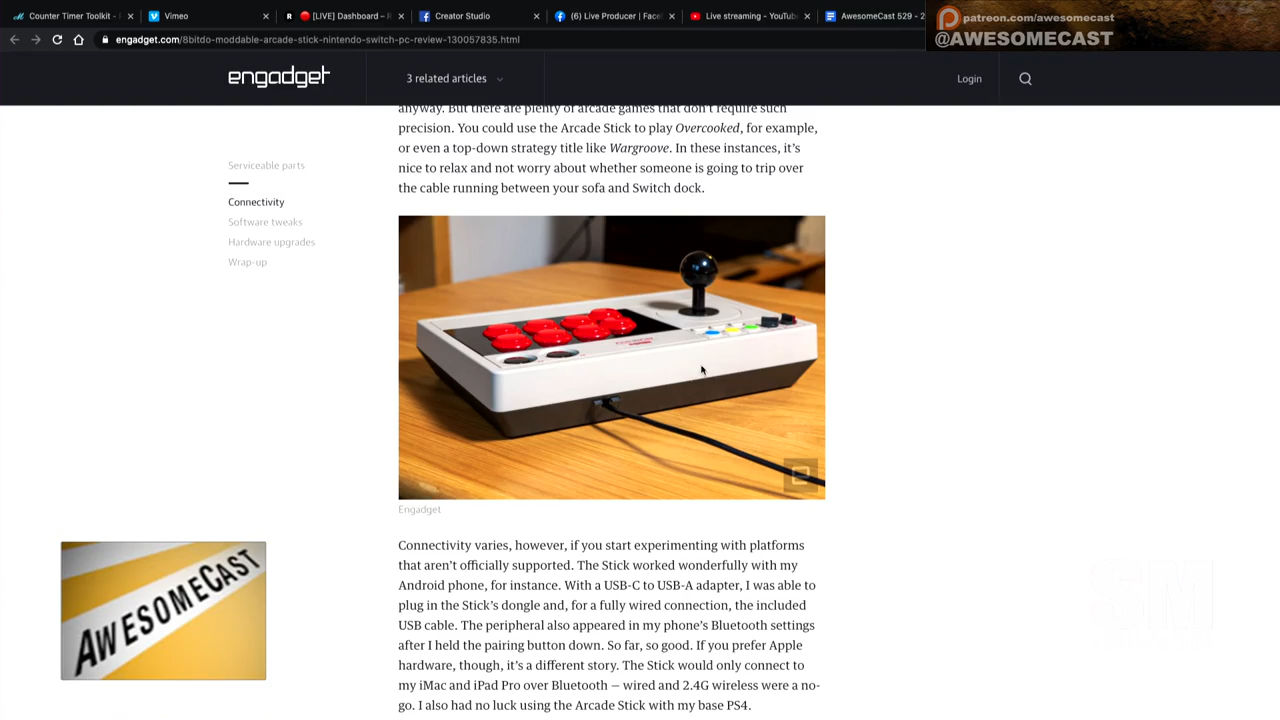 Counter Timer Toolkit - F
Vimeo
[LIVE] Dashboard – R
Creator Studio
(6) Live Producer | Face
Live streaming - YouTub
AwesomeCast 529 - 2
patreon.com/awesomecast
@AWESOMECAST
engadget.com/8bitdo-moddable-arcade-stick-nintendo-switch-pc-review-130057835.html
engadget
3 related articles
Login
Serviceable parts
Connectivity
Software tweaks
Hardware upgrades
Wrap-up
anyway. But there are plenty of arcade games that don't require such
precision. You could use the Arcade Stick to play Overcooked, for example,
or even a top-down strategy title like Wargroove. In these instances, it's
nice to relax and not worry about whether someone is going to trip over
the cable running between your sofa and Switch dock.
Engadget
Connectivity varies, however, if you start experimenting with platforms
that aren't officially supported. The Stick worked wonderfully with my
Android phone, for instance. With a USB-C to USB-A adapter, I was able to
plug in the Stick's dongle and, for a fully wired connection, the included
USB cable. The peripheral also appeared in my phone's Bluetooth settings
after I held the pairing button down. So far, so good. If you prefer Apple
hardware, though, it's a different story. The Stick would only connect to
my iMac and iPad Pro over Bluetooth — wired and 2.4G wireless were a no-
go. I also had no luck using the Arcade Stick with my base PS4.
AWESOMECAST